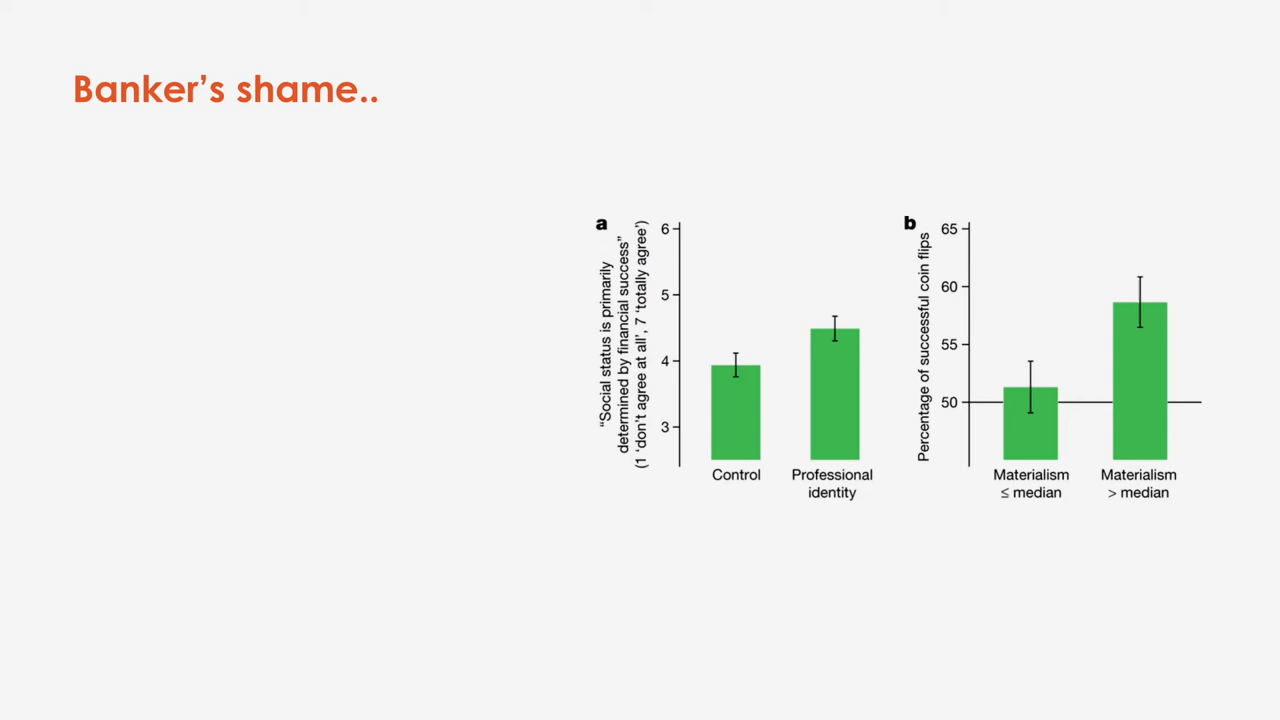 Banker’s shame..
a
“Social status is primarily
determined by financial success”
(1 ‘don’t agree at all’, 7 ‘totally agree’)
6
5
4
3
Control
Professional
identity
b
Percentage of successful coin flips
65
60
55
50
Materialism
≤ median
Materialism
> median